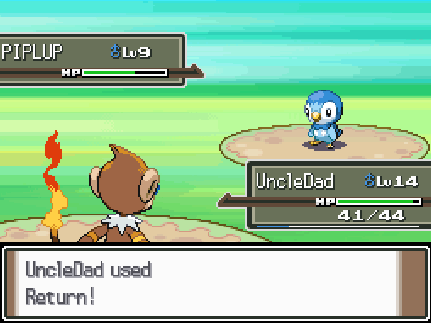 PIPLUP ♂Lv9
HP
UncleDad ♂Lv14
HP
41/44
UncleDad used
Return!